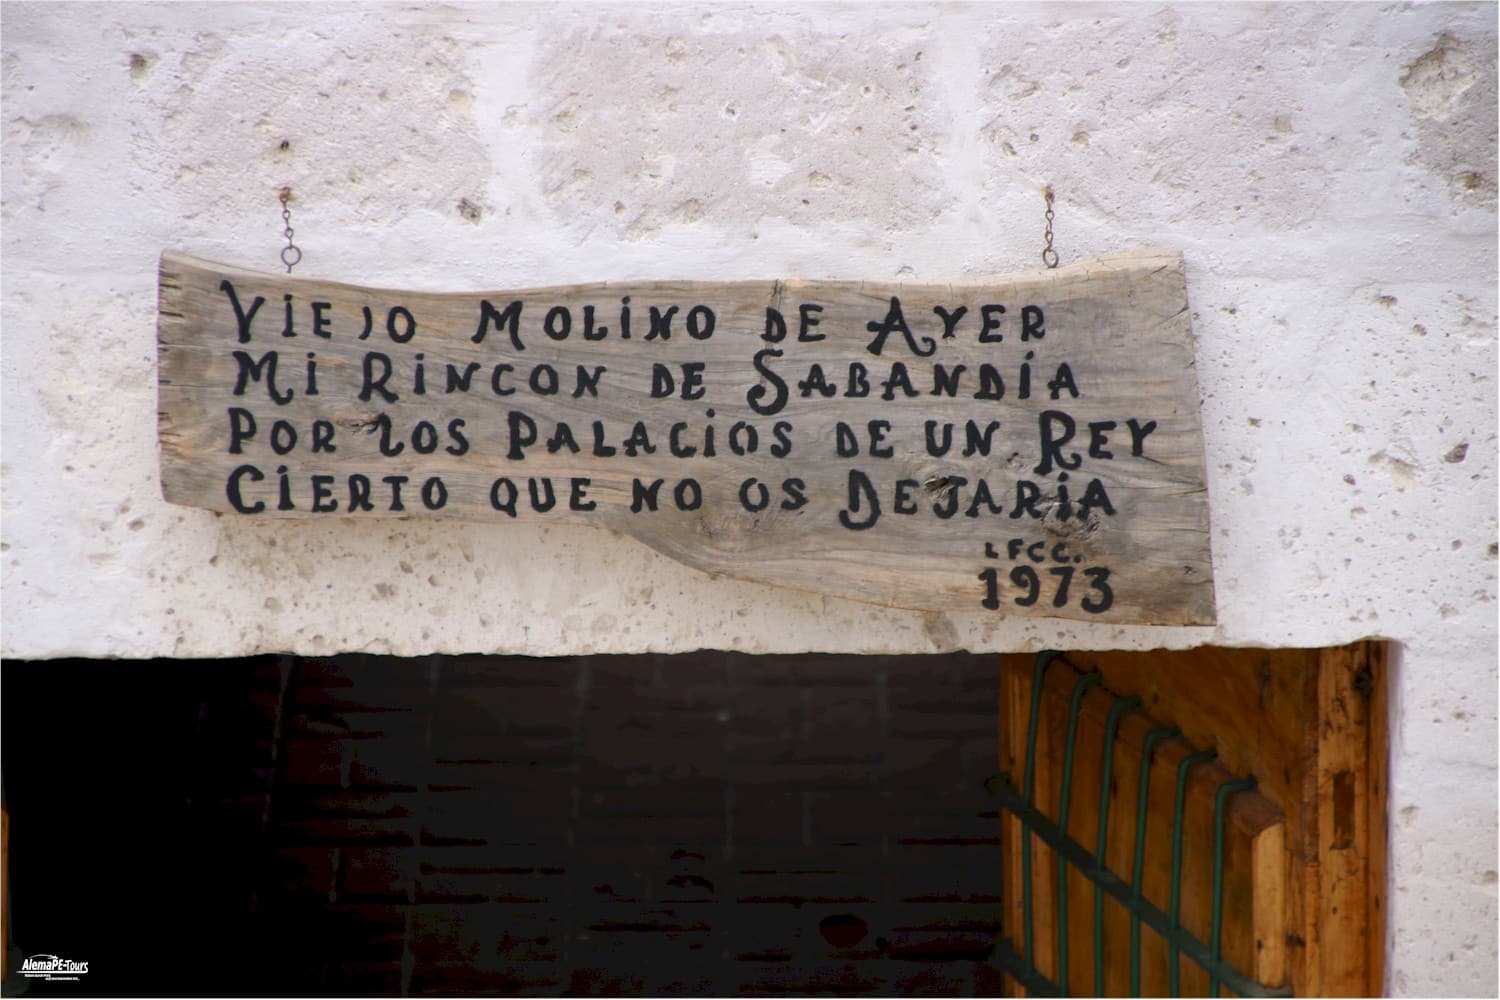 VIEJO MOLINO DE AYER
MI RINCON DE SABANDÍA
POR LOS PALACIOS DE UN REY
CIERTO QUE NO OS DEJARÍA
LFCC.
1973
AlemaPE-Tours